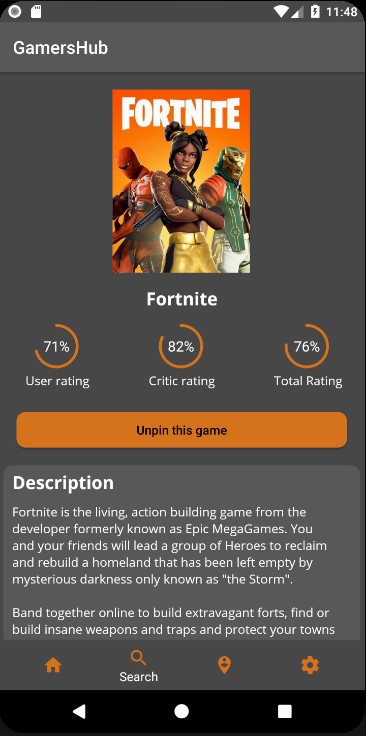 11:48
GamersHub
FORTNITE
Fortnite
71% 82% 76%
User rating Critic rating Total Rating
Unpin this game
Description
Fortnite is the living, action building game from the
developer formerly known as Epic MegaGames. You
and your friends will lead a group of Heroes to reclaim
and rebuild a homeland that has been left empty by
mysterious darkness only known as "the Storm".
Band together online to build extravagant forts, find or
build insane weapons and traps and protect your towns
Search